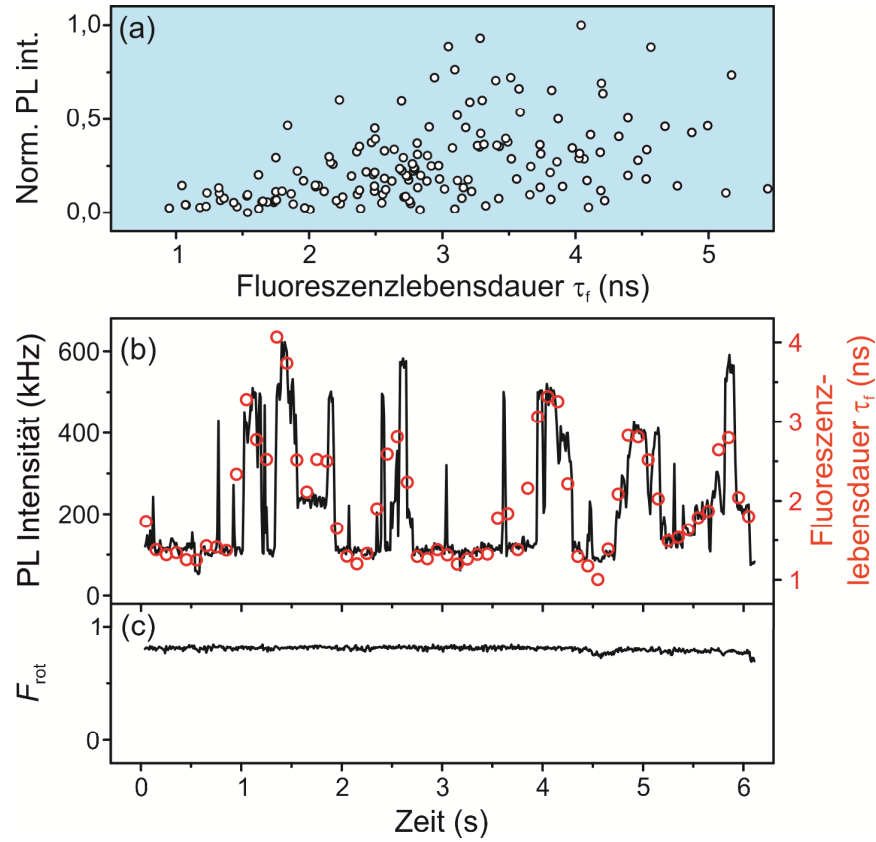 (a)
Norm. PL int.
1,0
0,5
0,0
1 2 3 4 5
Fluoreszenzlebensdauer τf (ns)
(b)
PL Intensität (kHz)
600
400
200
0
4
3
2
1
Fluoreszenz-
lebensdauer τf (ns)
(c)
Frot
1
0
0 1 2 3 4 5 6
Zeit (s)